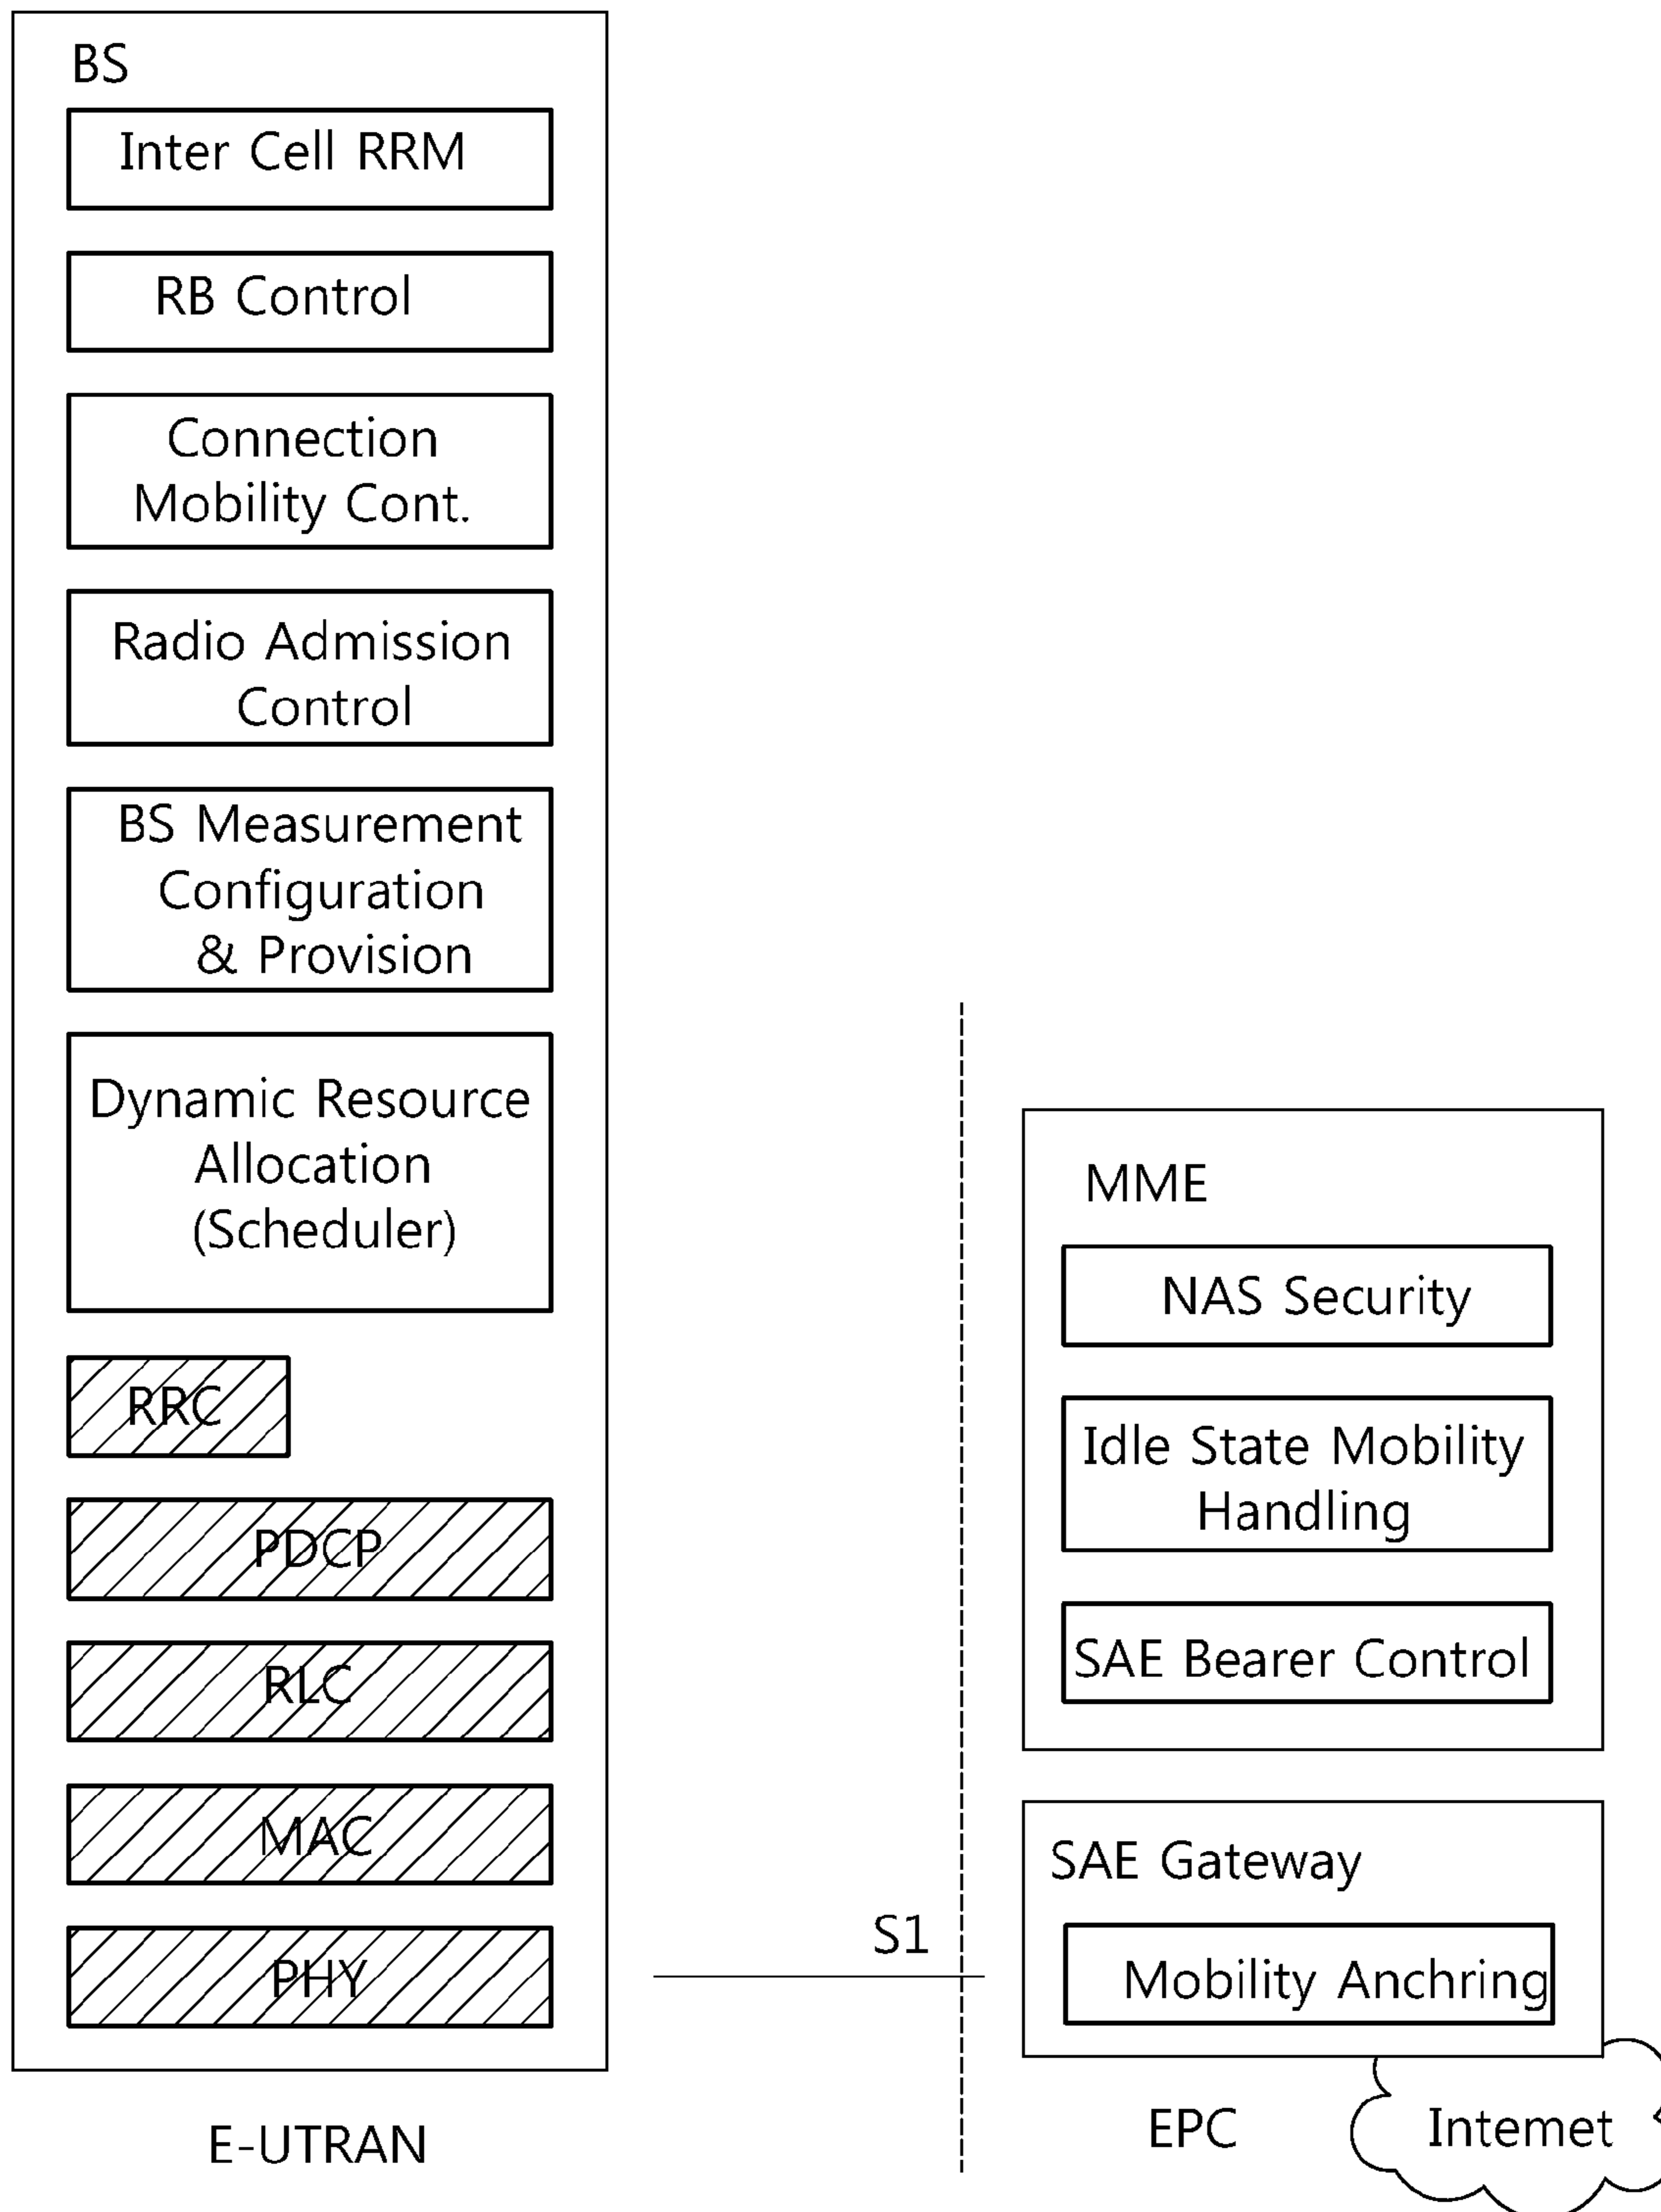 BS
Inter Cell RRM
RB Control
Connection
Mobility Cont.
Radio Admission
Control
BS Measurement
Configuration
& Provision
Dynamic Resource
Allocation
(Scheduler)
RRC
PDCP
RLC
MAC
PHY
E-UTRAN
S1
MME
NAS Security
Idle State Mobility
Handling
SAE Bearer Control
SAE Gateway
Mobility Anchring
EPC
Internet